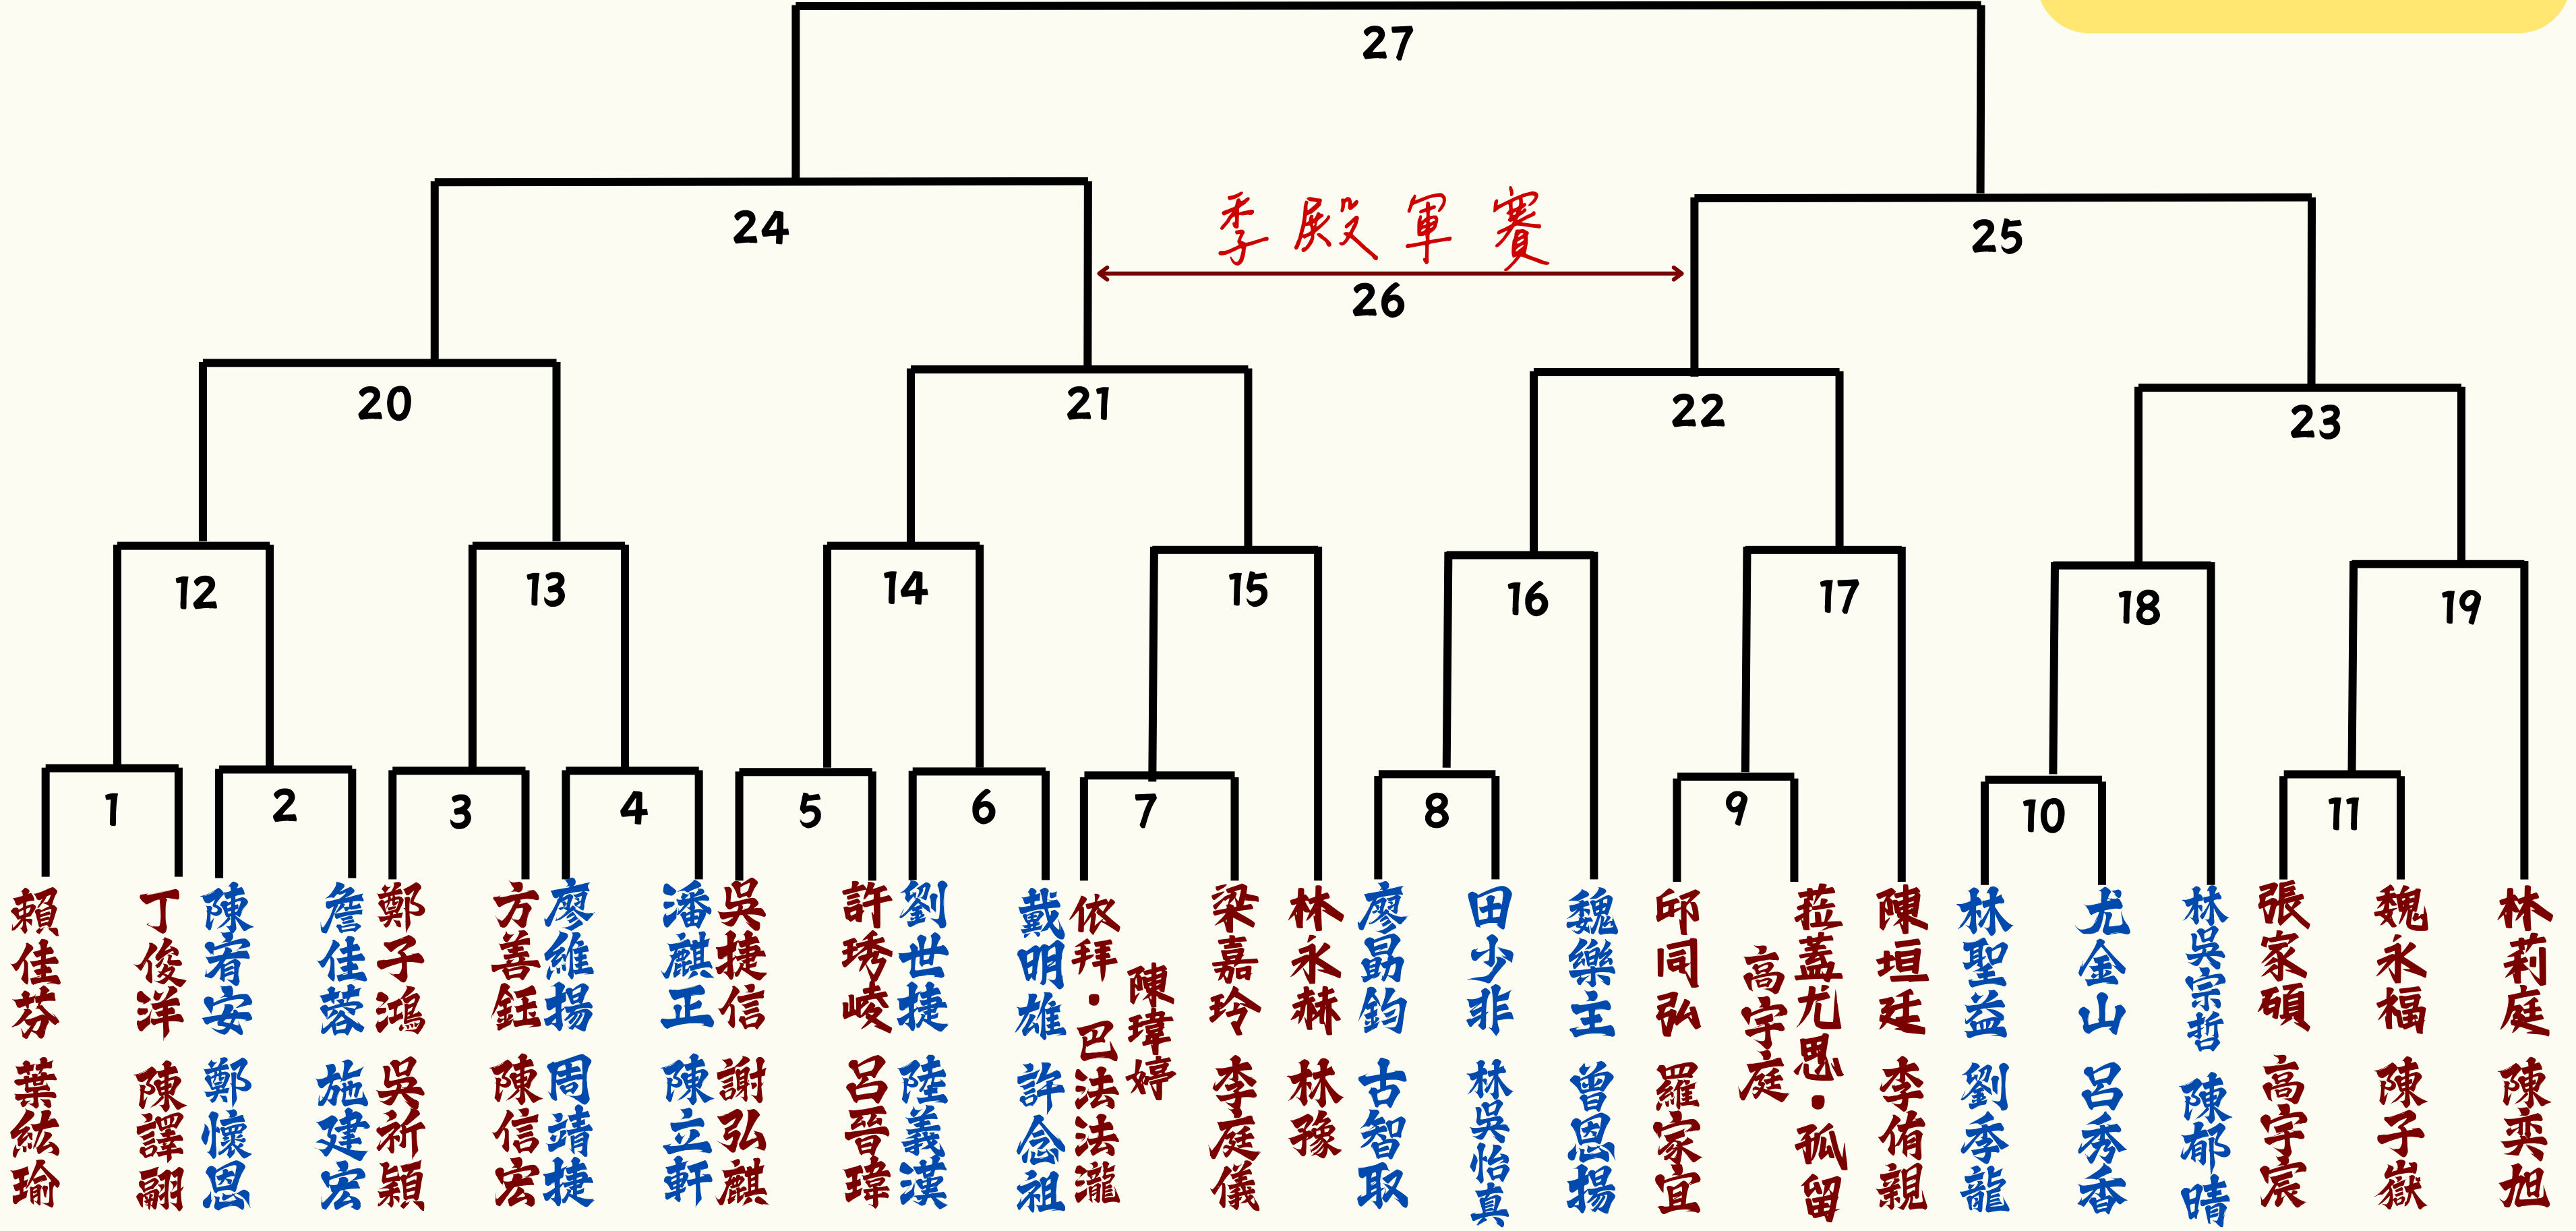 27
24
季殿軍賽
25
26
20
21
22
23
12
13
14
15
16
17
18
19
1
2
3
4
5
6
7
8
9
10
11
賴佳芬 葉紘瑜
丁俊洋 陳譯翮
陳宥安 鄭懷恩
詹佳蓉 施建宏
鄭子鴻 吳祈穎
方善鈺 陳信宏
廖維揚 周靖捷
潘麒正 陳立軒
吳捷信 謝弘麒
許琇崚 呂晉瑋
劉世捷 陸義漢
戴明雄 許念祖
依拜·巴法法瀧
陳瑋婷
梁嘉玲 李庭儀
林永赫 林豫
廖勗鈞 古智取
田少非 林吳怡真
魏樂主 曾恩揚
邱同弘 羅家宜
高宇庭
菈蓋尤恩·孤留
陳垣廷 李侑親
林聖益 劉季龍
尤金山 呂秀香
林吳宗哲 陳郁晴
張家碩 高宇宸
魏永福 陳子嶽
林莉庭 陳奕旭